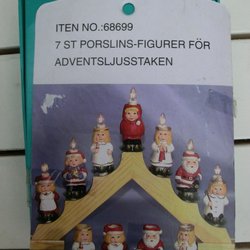 ITEN NO.:68699
7 ST PORSLINS-FIGURER FÖR
ADVENTSLJUSSTAKEN